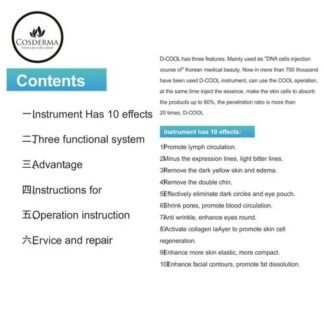 COSDERMA
Contents
一Instrument Has 10 effects
二Three functional system
三Advantage
四Instructions for
五Operation instruction
六Ervice and repair
D-COOL has three features. Mainly used as "DNA cells injection
course of" Korean medical beauty. Now in more than 700 thousand
have been used D-COOL instrument, can use the COOL operation,
at the same time inject the essence, make the skin cells to absorb
the products up to 80%, the penetration ratio is more than
20 times, D-COOL
instrument has 10 effects:
1Promote lymph circulation.
2Minus the expression lines, light bitter lines.
3Remove the dark yellow skin and edema.
4Remove the double chin.
5Effectively eliminate dark circles and eye pouch.
6Shrink pores, promote blood circulation.
7Anti wrinkle, enhance eyes round.
8Activate collagen laAyer to promote skin cell
regeneration.
9Enhance more skin elastic, more compact.
10Enhance facial contours, promote fat dissolution.